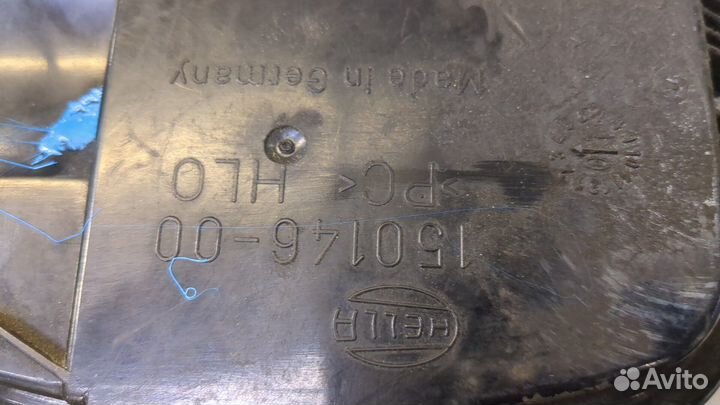 HELLA
150146-00
>PC< HLO
Made in Germany
Avito